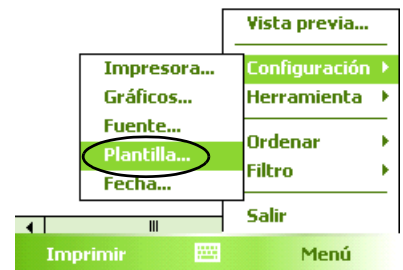 Vista previa...
Configuración
Herramienta
Ordenar
Filtro
Salir
Impresora...
Gráficos...
Fuente...
Plantilla...
Fecha...
Imprimir
Menú